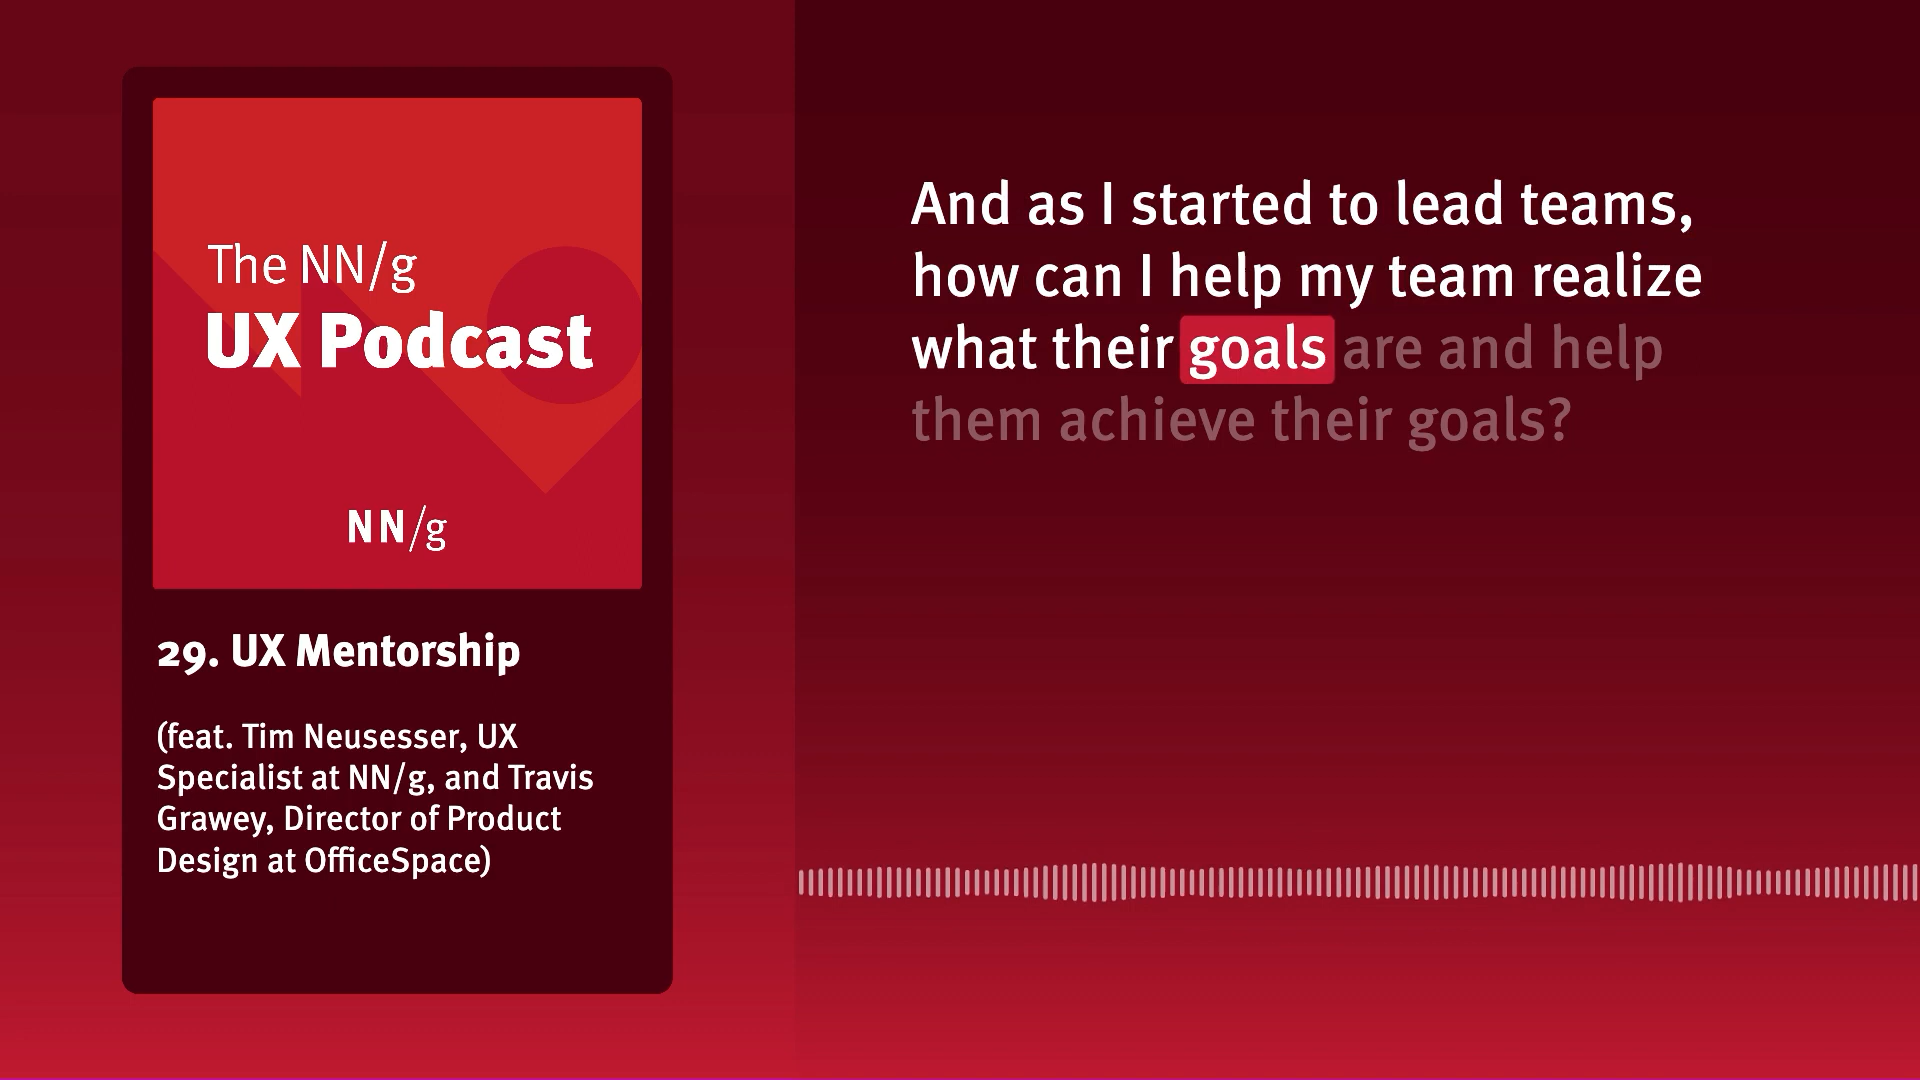 The NN/g
UX Podcast
NN/g
29. UX Mentorship
(feat. Tim Neusesser, UX
Specialist at NN/g, and Travis
Grawey, Director of Product
Design at OfficeSpace)
And as I started to lead teams,
how can I help my team realize
what their goals are and help
them achieve their goals?